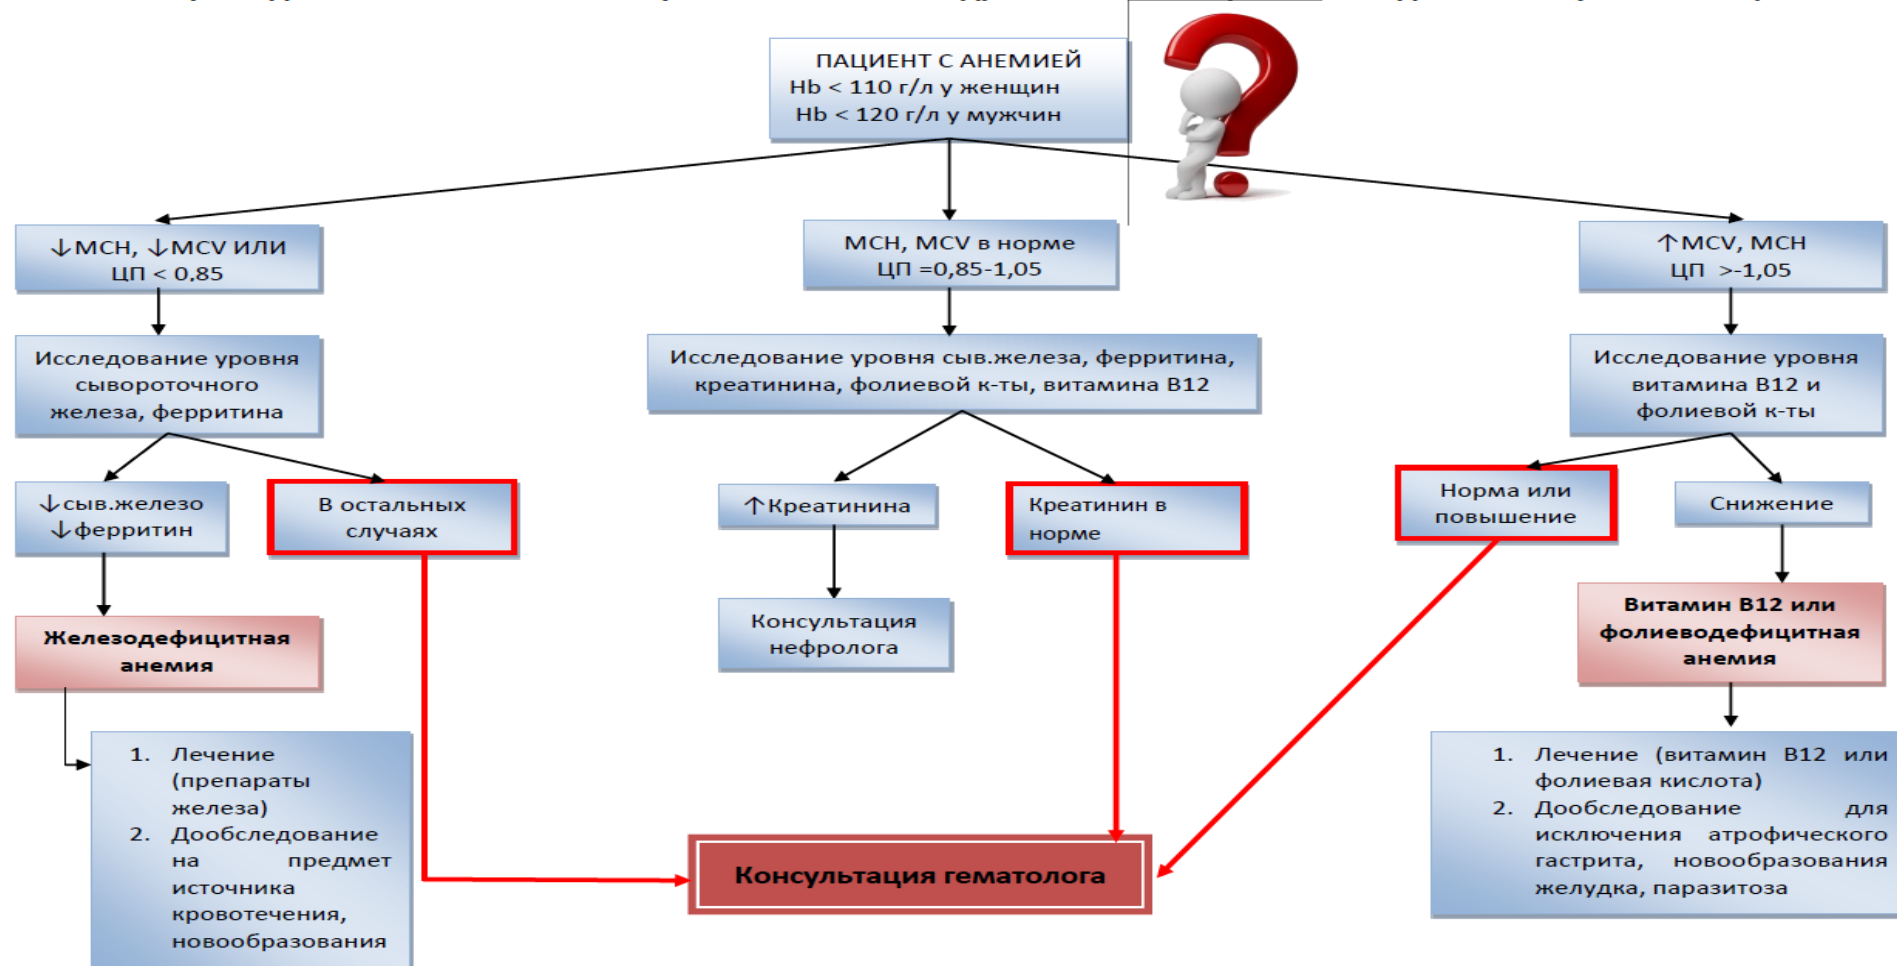 ПАЦИЕНТ С АНЕМИЕЙ
Hb < 110 г/л у женщин
Hb < 120 г/л у мужчин
↓МСН, ↓MCV ИЛИ
ЦП < 0,85
МСН, MCV в норме
ЦП =0,85-1,05
↑MCV, МСН
ЦП >-1,05
Исследование уровня
сывороточного
железа, ферритина
Исследование уровня сыв.железа, ферритина,
креатинина, фолиевой к-ты, витамина В12
Исследование уровня
витамина В12 и
фолиевой к-ты
↓сыв.железо
↓ферритин
В остальных
случаях
↑Креатинина
Креатинин в
норме
Норма или
повышение
Снижение
Железодефицитная
анемия
Консультация
нефролога
Витамин В12 или
фолиеводефицитная
анемия
1. Лечение
(препараты
железа)
2. Дообследование
на предмет
источника
кровотечения,
новообразования
Консультация гематолога
1. Лечение (витамин В12 или
фолиевая кислота)
2. Дообследование для
исключения атрофического
гастрита, новообразования
желудка, паразитоза